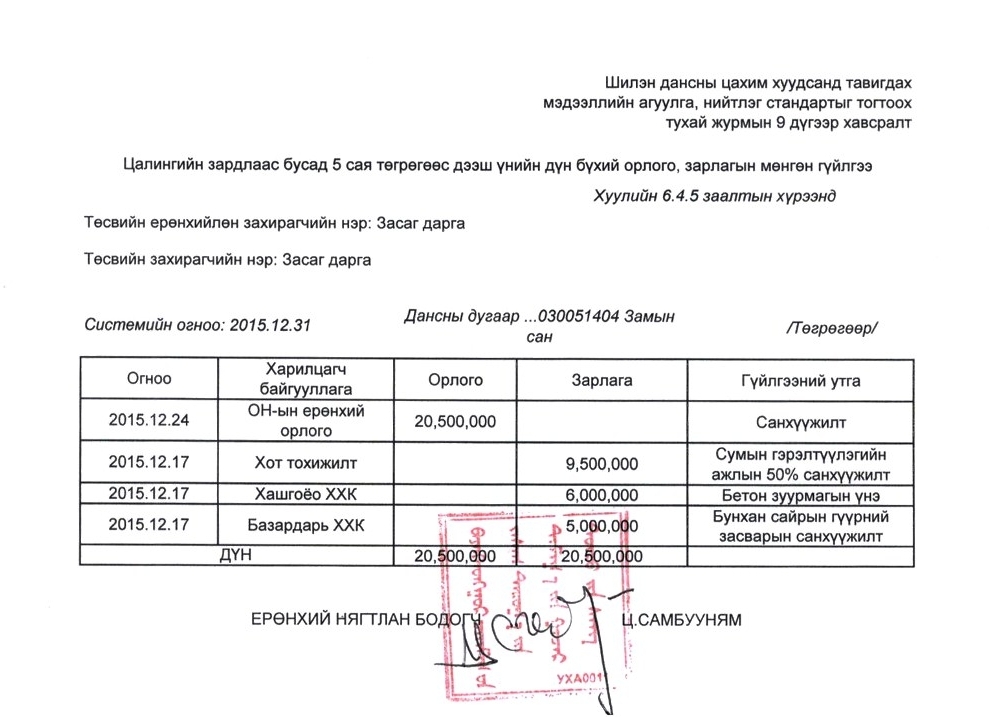 Шилэн дансны цахим хуудсанд тавигдах
мэдээллийн агуулга, нийтлэг стандартыг тогтоох
тухай журмын 9 дүгээр хавсралт
Цалингийн зардлаас бусад 5 сая төгрөгөөс дээш үнийн дүн бүхий орлого, зарлагын мөнгөн гүйлгээ
Хуулийн 6.4.5 заалтын хүрээнд
Төсвийн ерөнхийлөн захирагчийн нэр: Засаг дарга
Төсвийн захирагчийн нэр: Засаг дарга
Системийн огноо: 2015.12.31
Дансны дугаар ...030051404 Замын
сан
/Төгрөгөөр/
Огноо
Харилцагч
байгууллага
Орлого
Зарлага
Гүйлгээний утга
2015.12.24
ОН-ын ерөнхий
орлого
20,500,000
Санхүүжилт
2015.12.17
Хот тохижилт
9,500,000
Сумын гэрэлтүүлэгийн
ажлын 50% санхүүжилт
2015.12.17
Хашгоёо ХХК
6,000,000
Бетон зуурмагын үнэ
2015.12.17
Базардарь ХХК
5,000,000
Бунхан сайрын гүүрний
засварын санхүүжилт
ДҮН
20,500,000
20,500,000
ЕРӨНХИЙ НЯГТЛАН БОДОГЧ
Ц.САМБУУНЯМ
УХА001